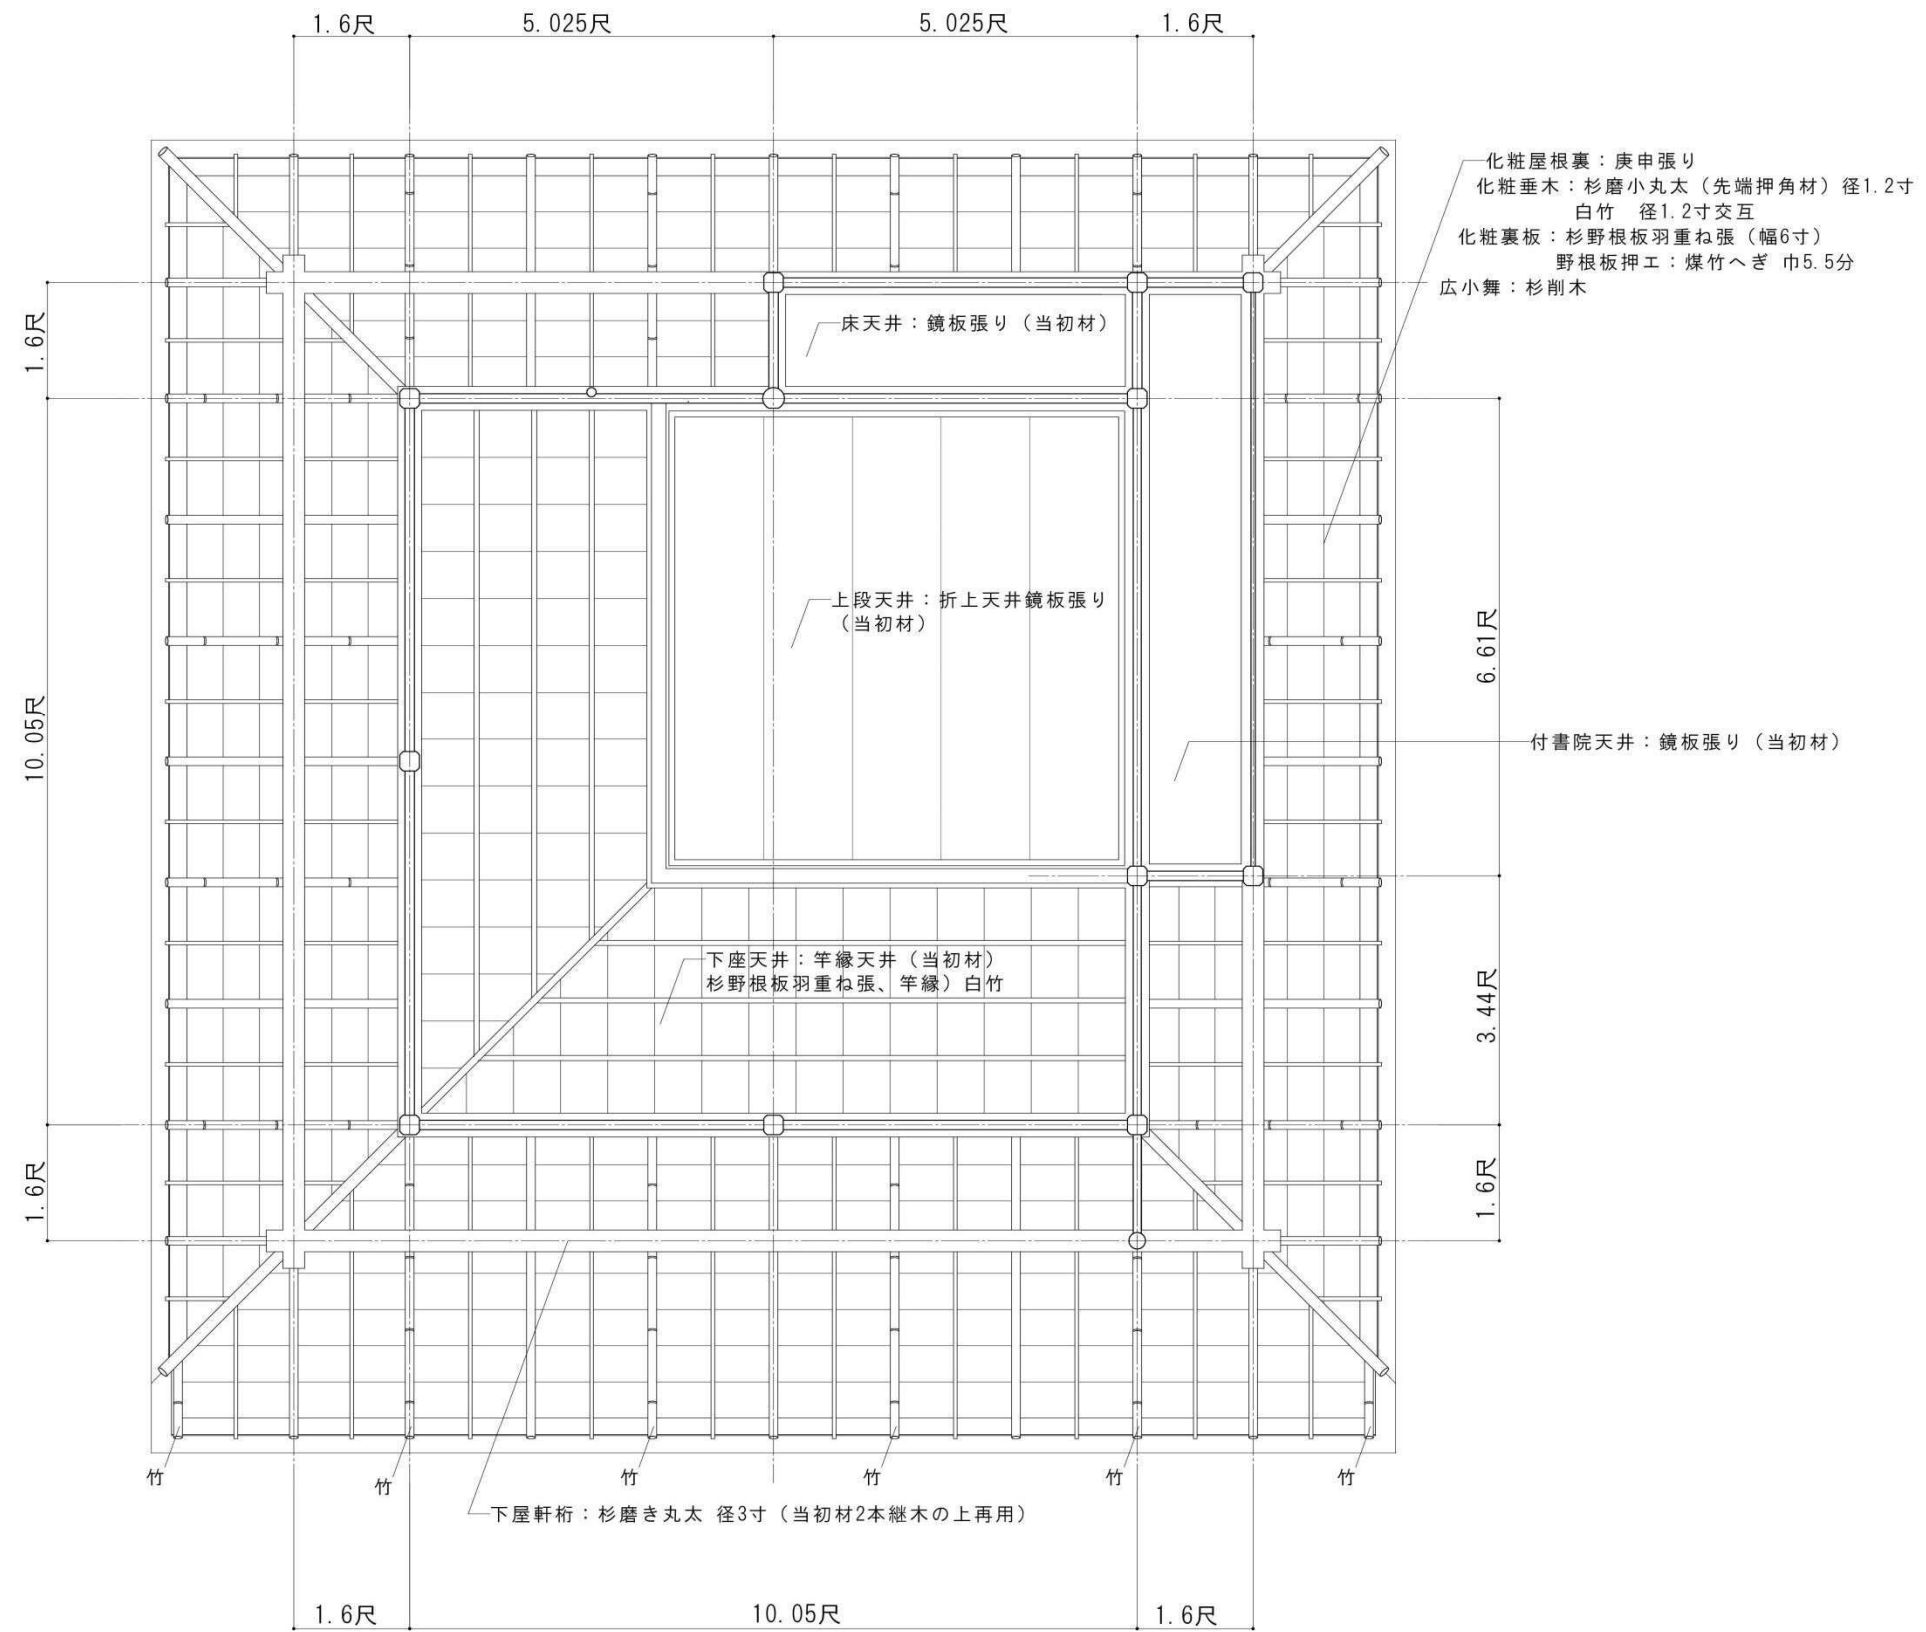 1.6尺
5.025尺
5.025尺
1.6尺
化粧屋根裏：庚申張り
化粧垂木：杉磨小丸太（先端押角材）径1.2寸
白竹　径1.2寸交互
化粧裏板：杉野根板羽重ね張（幅6寸）
野根板押エ：煤竹へぎ 巾5.5分
広小舞：杉削木
床天井：鏡板張り（当初材）
1.6尺
上段天井：折上天井鏡板張り
（当初材）
6.61尺
10.05尺
付書院天井：鏡板張り（当初材）
下座天井：竿縁天井（当初材）
杉野根板羽重ね張、竿縁）白竹
3.44尺
1.6尺
1.6尺
竹
竹
竹
竹
竹
竹
下屋軒桁：杉磨き丸太 径3寸（当初材2本継木の上再用）
1.6尺
10.05尺
1.6尺